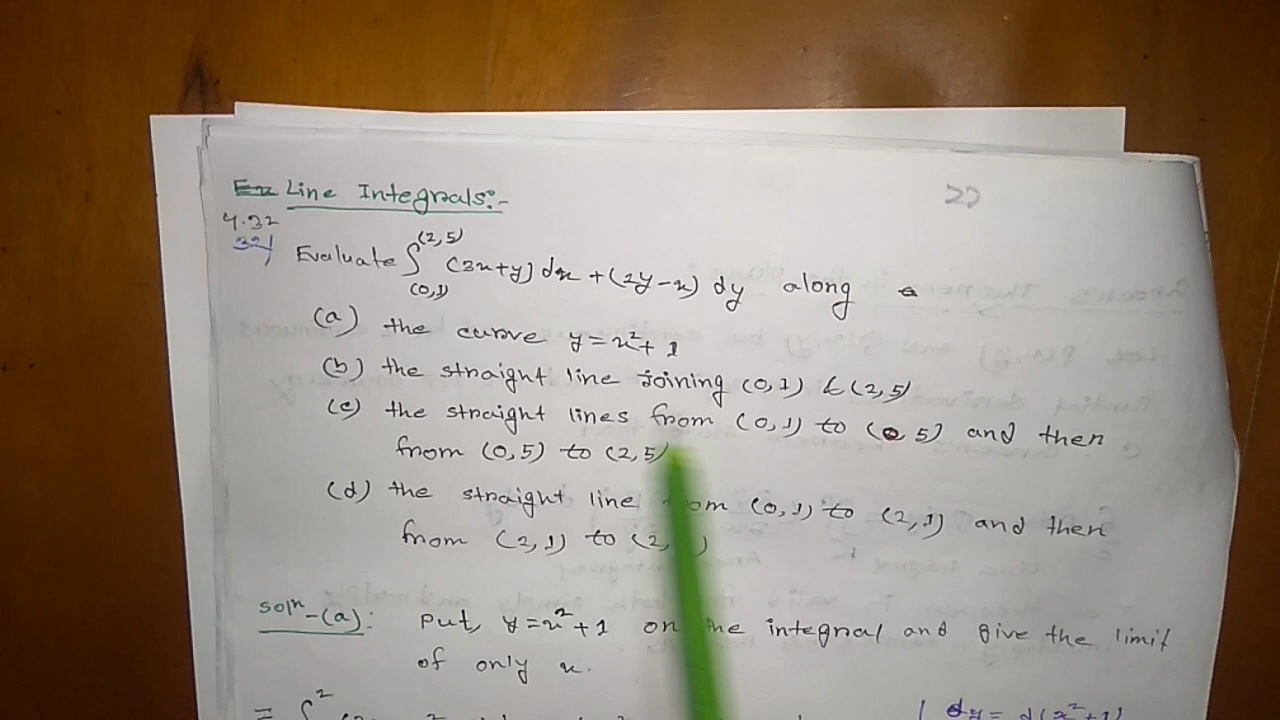 Line Integrals:-
4.32
32)
Evaluate ∫_(0,1)^(2,5) (3x+y) dx + (2y-x) dy along
(a) the curve y = x²+ 1
(b) the straight line joining (0,1) & (2,5)
(c) the straight lines from (0,1) to (0,5) and then
from (0,5) to (2,5)
(d) the straight line from (0,1) to (2,1) and then
from (2,1) to (2,
solⁿ-(a): Put, y = x²+1 on the integral and give the limit
of only x.
dy = d(x²+1)